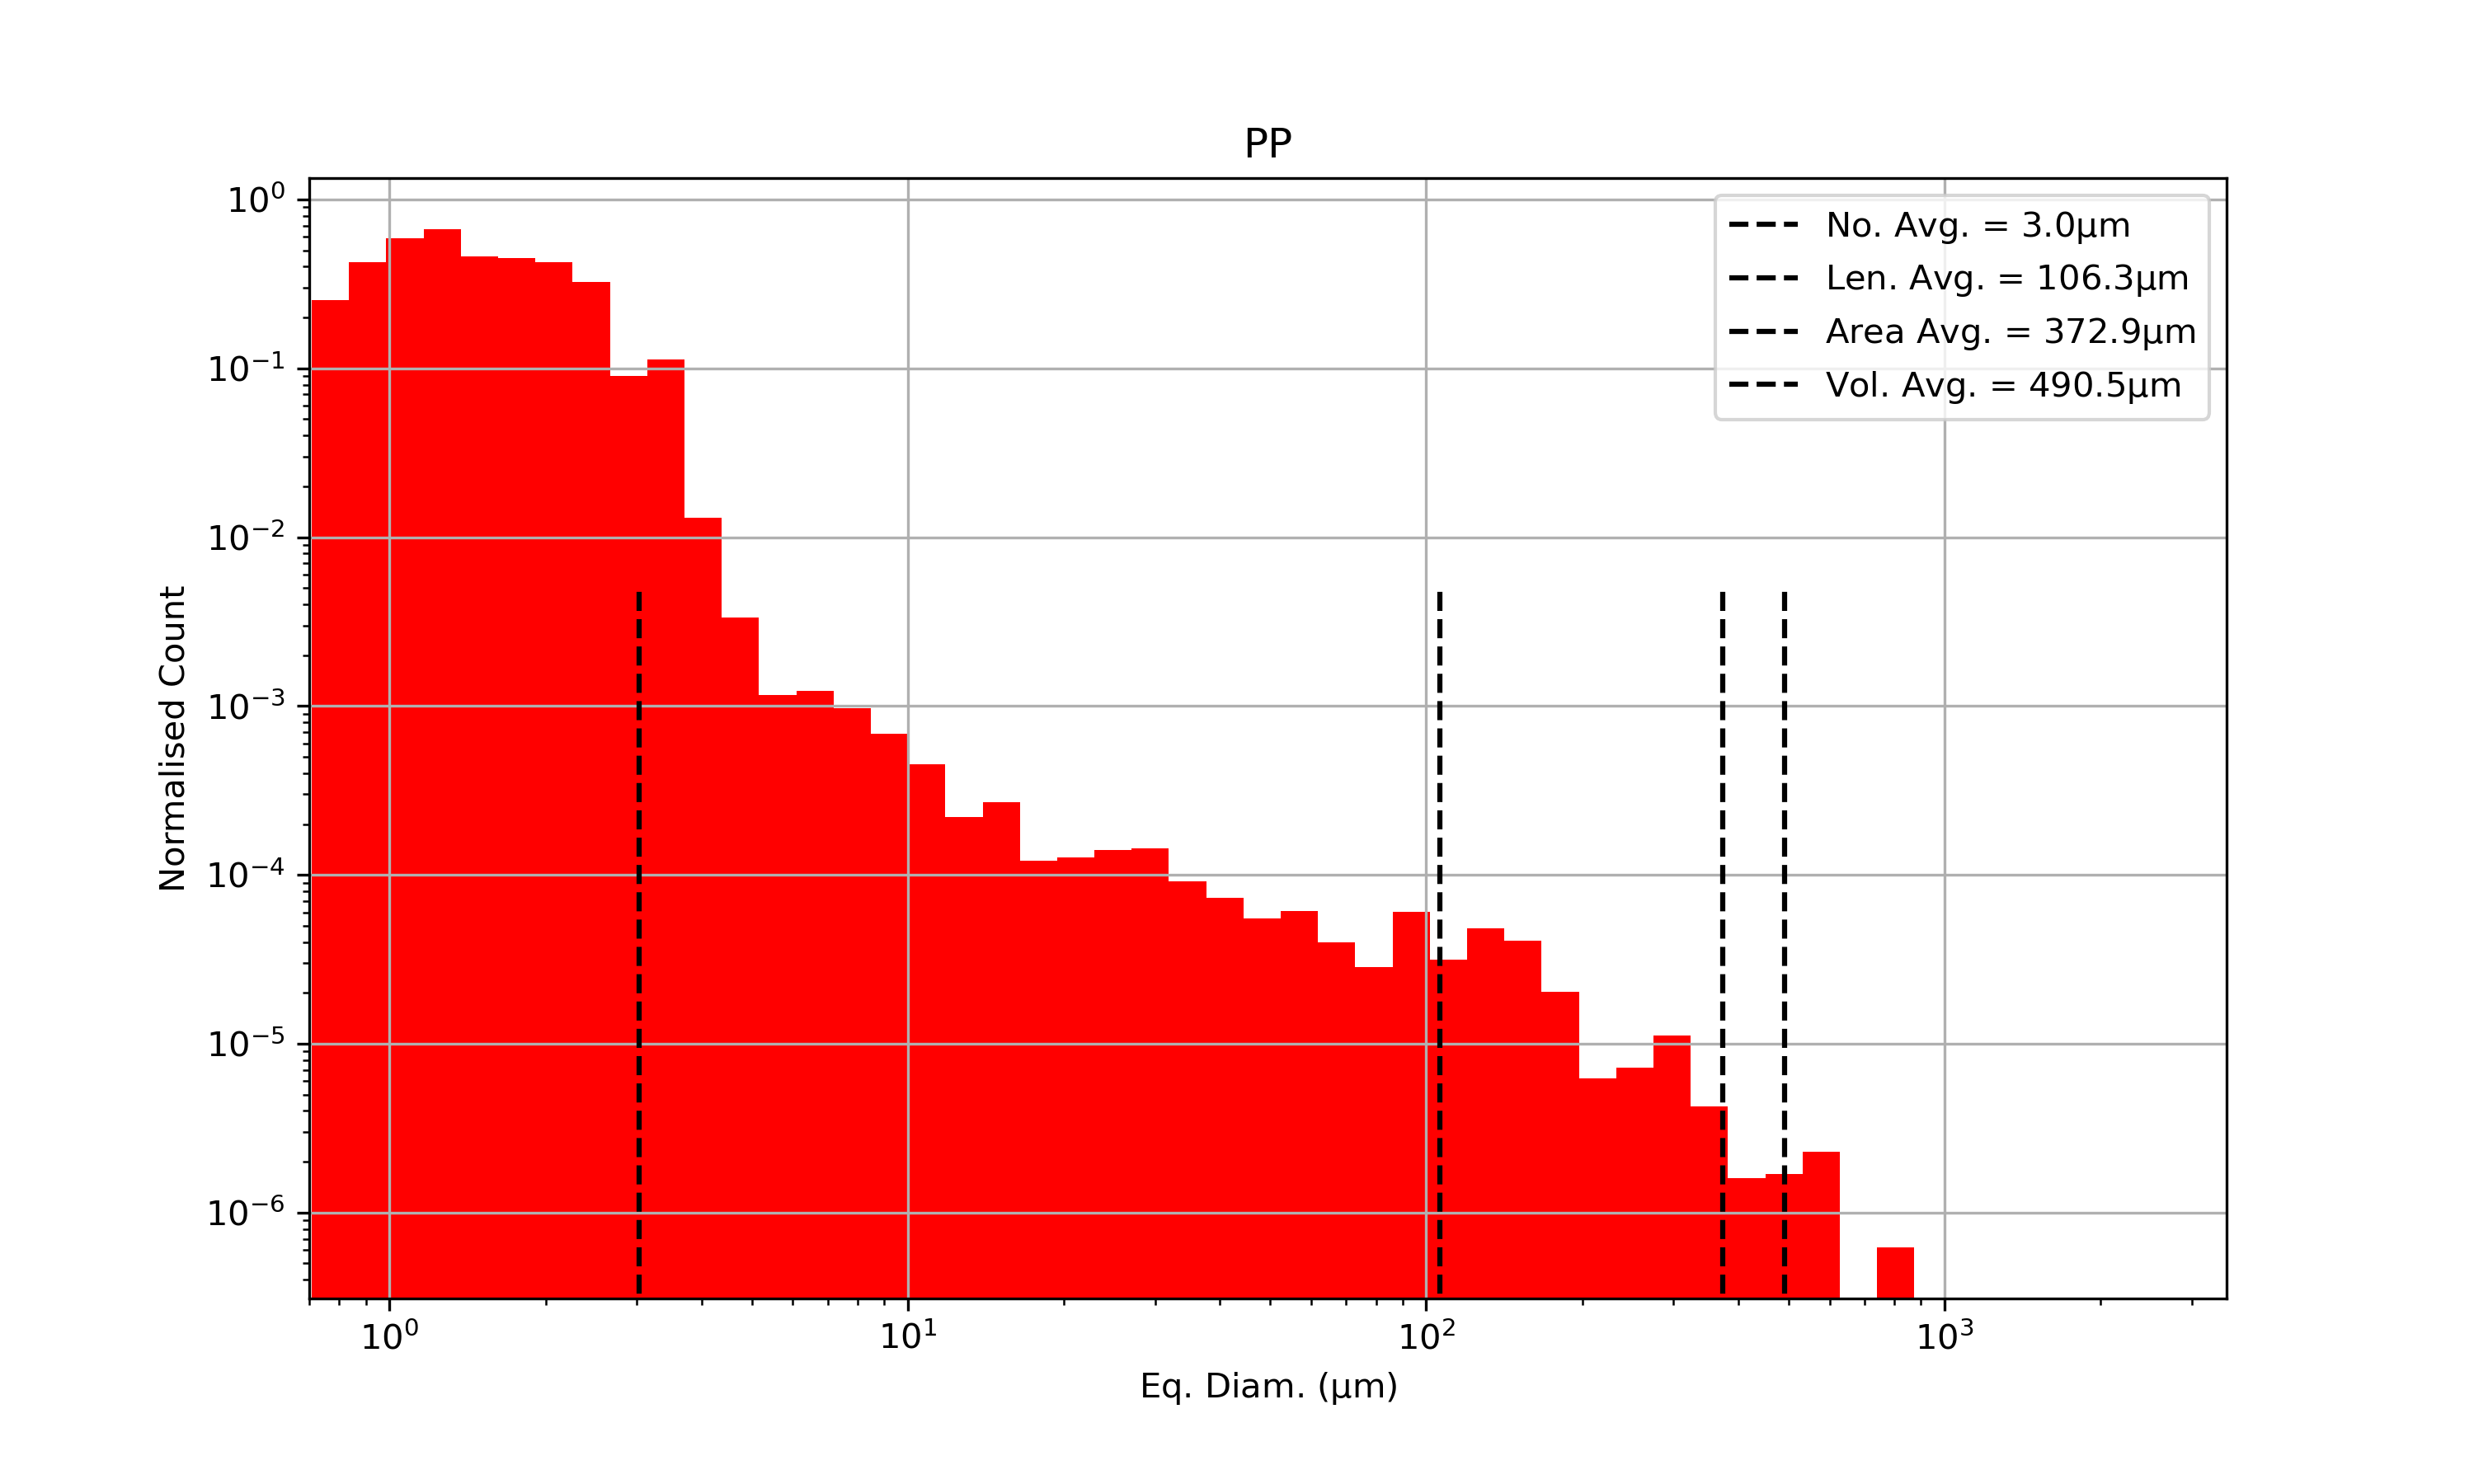 PP
Normalised Count
10⁰
10⁻¹
10⁻²
10⁻³
10⁻⁴
10⁻⁵
10⁻⁶
No. Avg. = 3.0µm
Len. Avg. = 106.3µm
Area Avg. = 372.9µm
Vol. Avg. = 490.5µm
10⁰ 10¹ 10² 10³
Eq. Diam. (µm)